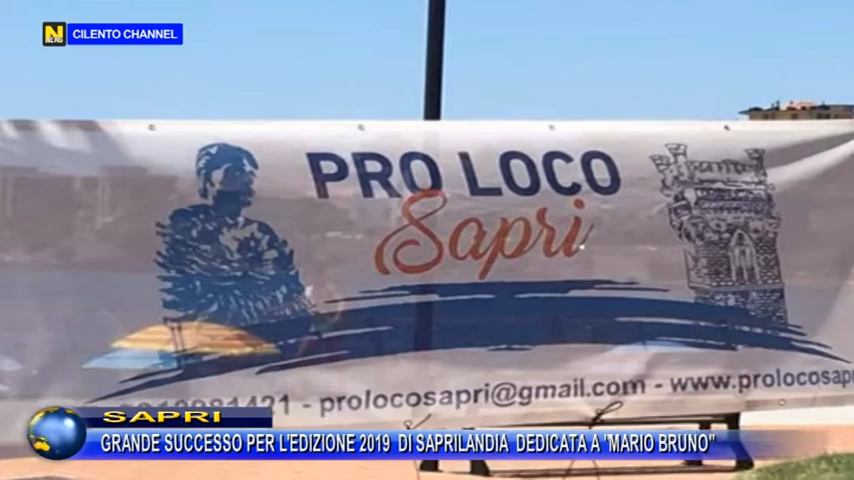 N
CILENTO CHANNEL
PRO LOCO
Sapri
- prolocosapri@gmail.com - www.prolocosap
SAPRI
GRANDE SUCCESSO PER L'EDIZIONE 2019 DI SAPRILANDIA DEDICATA A "MARIO BRUNO"